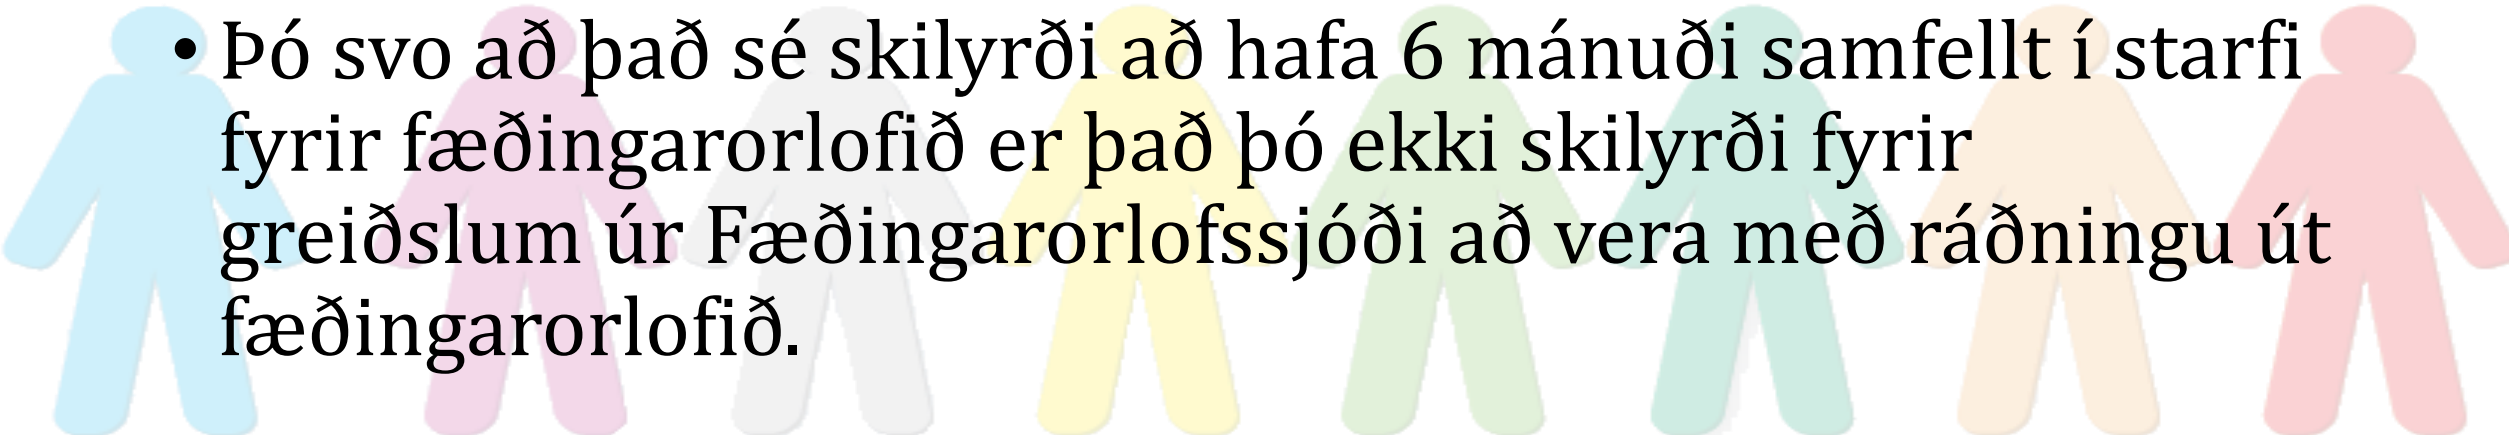 • Þó svo að það sé skilyrði að hafa 6 mánuði samfellt í starfi
fyrir fæðingarorlofið er það þó ekki skilyrði fyrir
greiðslum úr Fæðingarorlofssjóði að vera með ráðningu út
fæðingarorlofið.